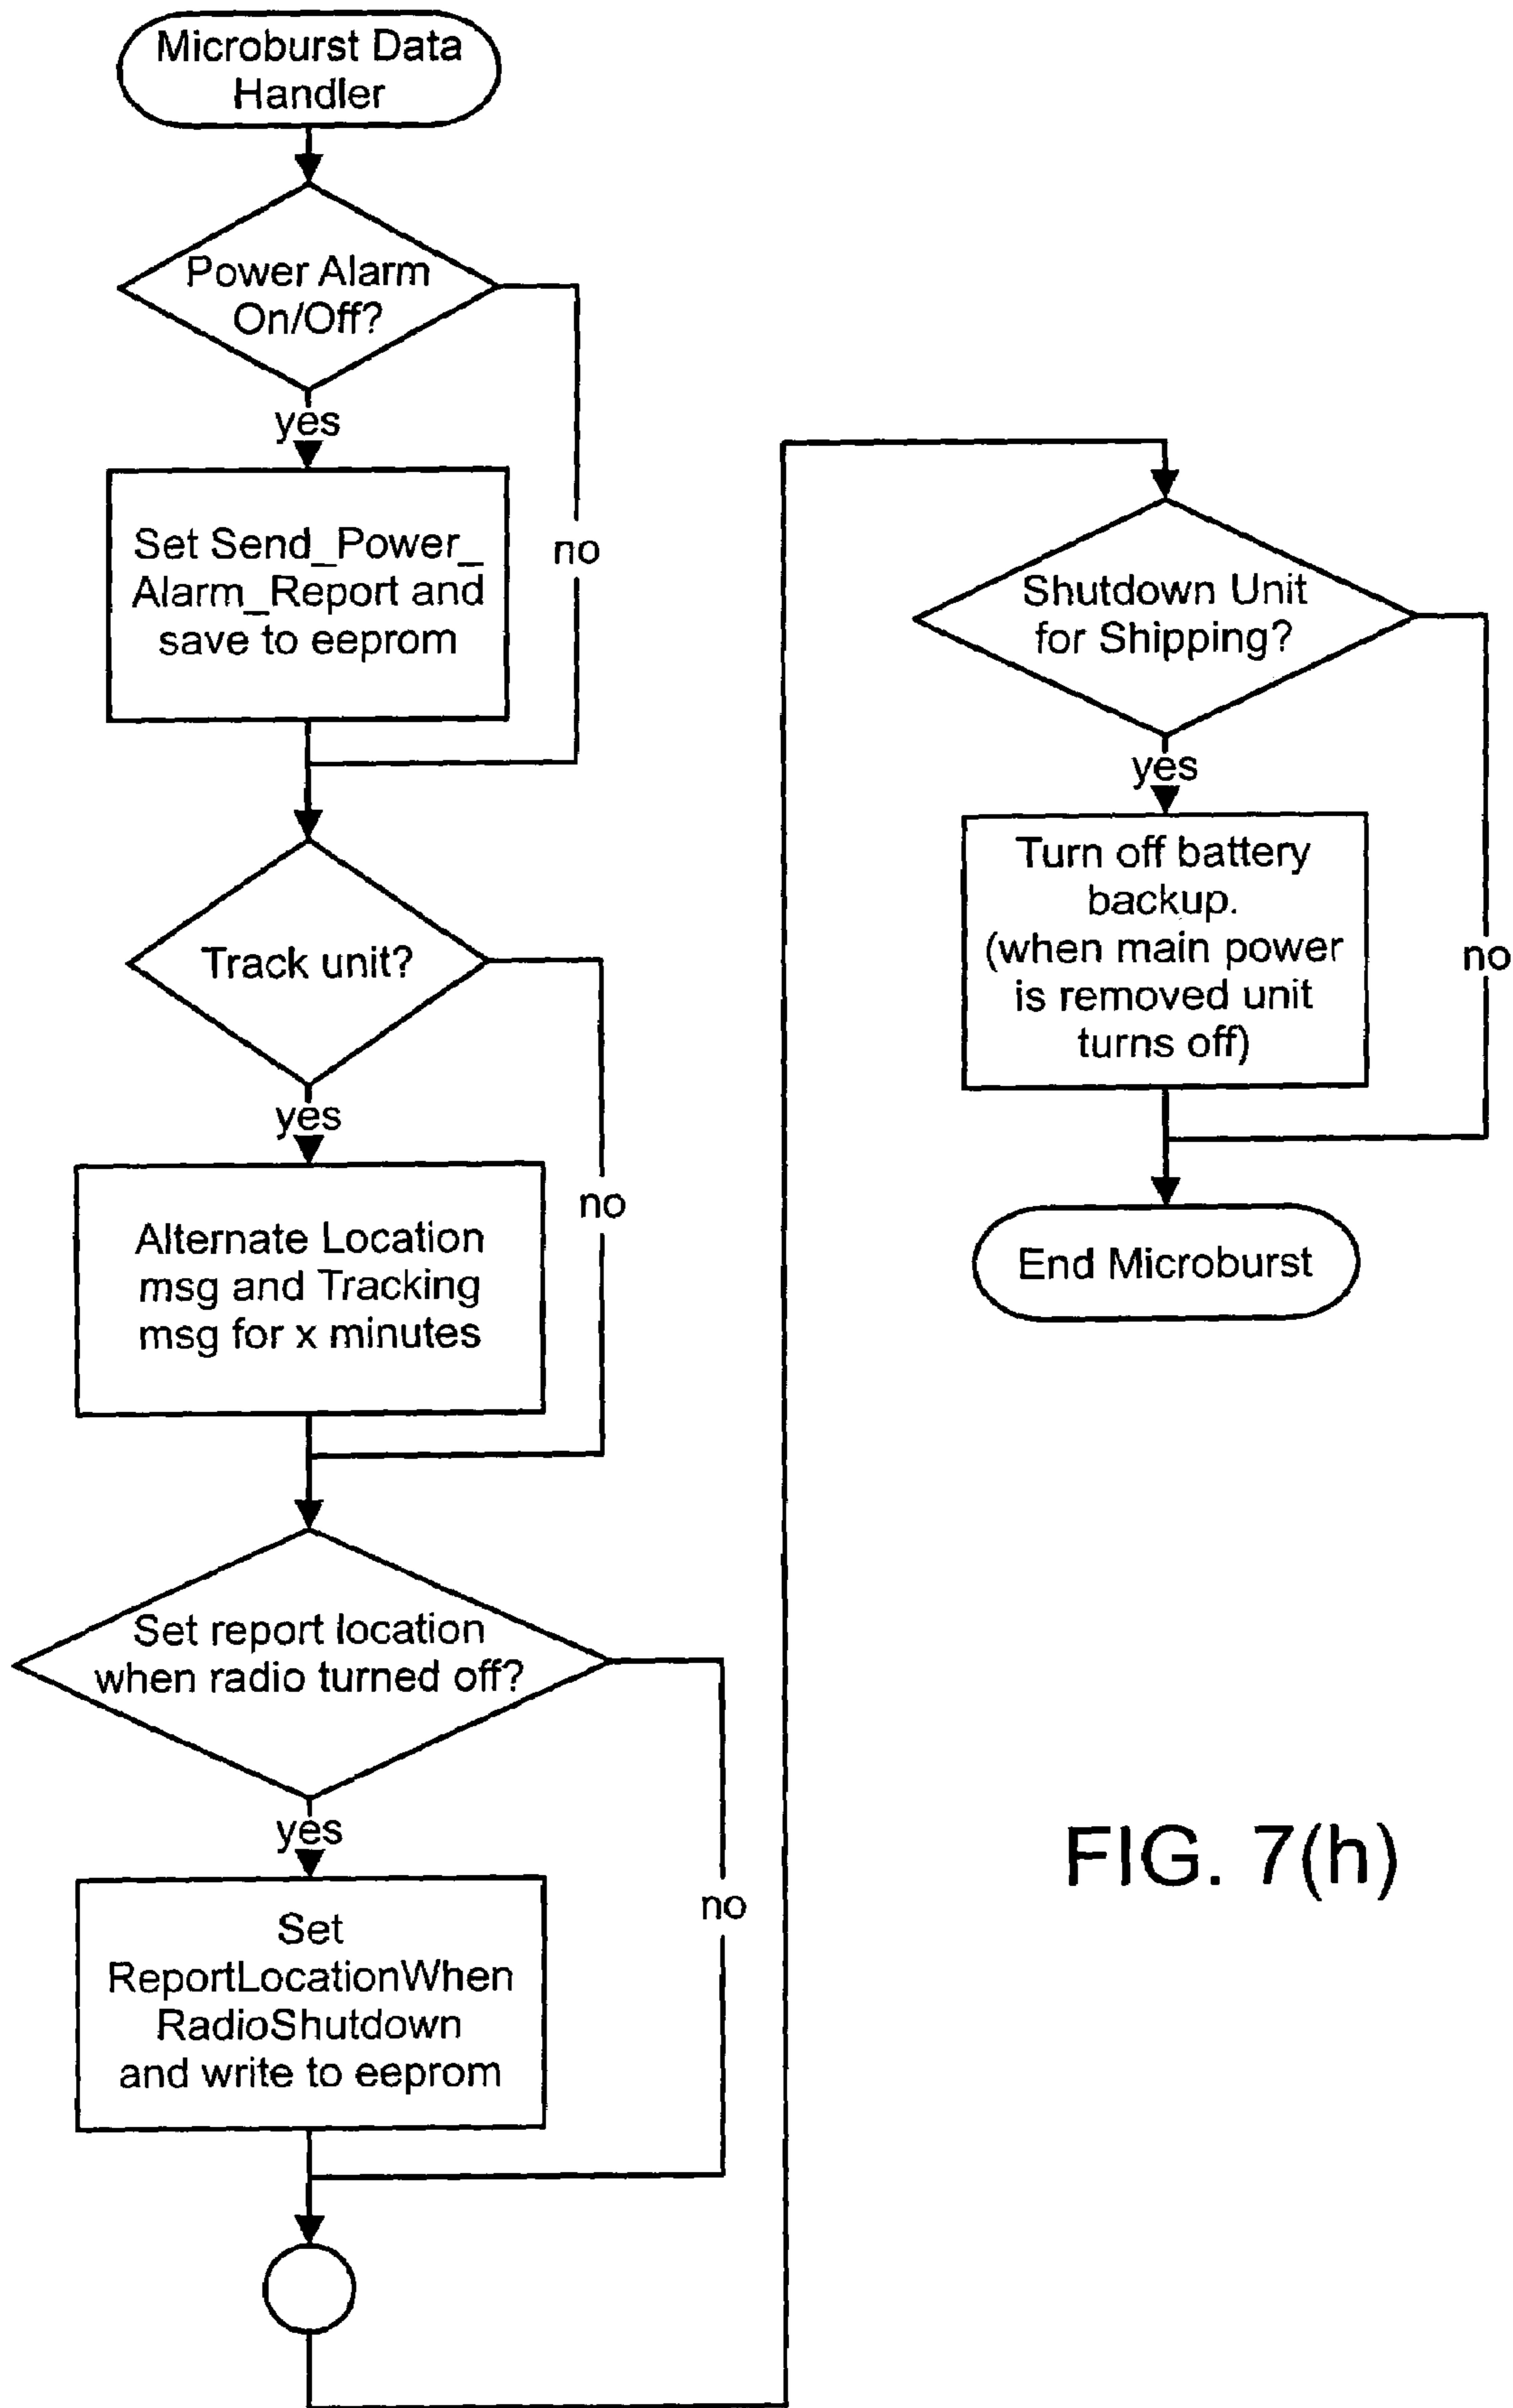 Microburst Data
Handler
Power Alarm
On/Off?
yes
no
Set Send_Power_
Alarm_Report and
save to eeprom
Track unit?
yes
no
Alternate Location
msg and Tracking
msg for x minutes
Set report location
when radio turned off?
yes
no
Set
ReportLocationWhen
RadioShutdown
and write to eeprom
Shutdown Unit
for Shipping?
yes
no
Turn off battery
backup.
(when main power
is removed unit
turns off)
End Microburst
FIG. 7(h)